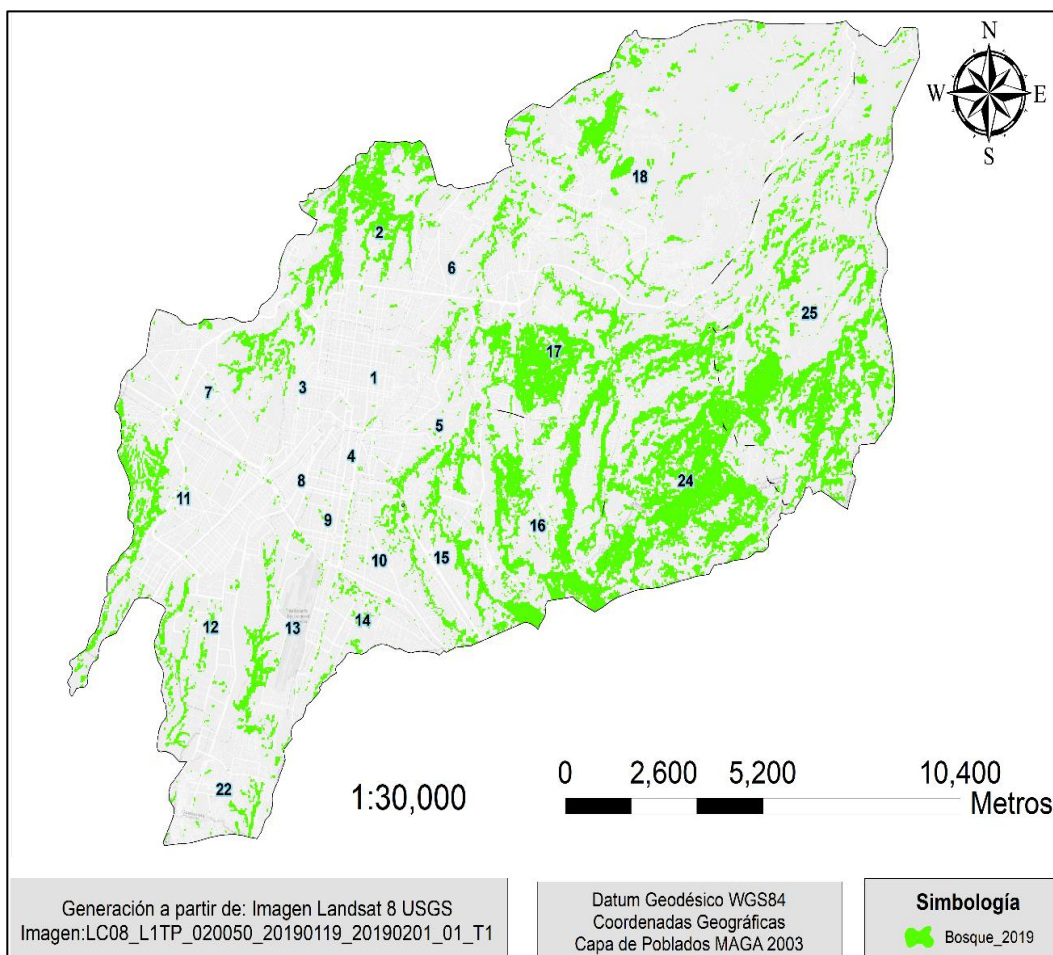 N
W E
S
18
2
6
25
17
7
3
1
5
4
24
8
11
9
16
10
15
14
12
13
22
1:30,000
0 2,600 5,200 10,400
Metros
Generación a partir de: Imagen Landsat 8 USGS
Imagen:LC08_L1TP_020050_20190119_20190201_01_T1
Datum Geodésico WGS84
Coordenadas Geográficas
Capa de Poblados MAGA 2003
Simbología
Bosque_2019